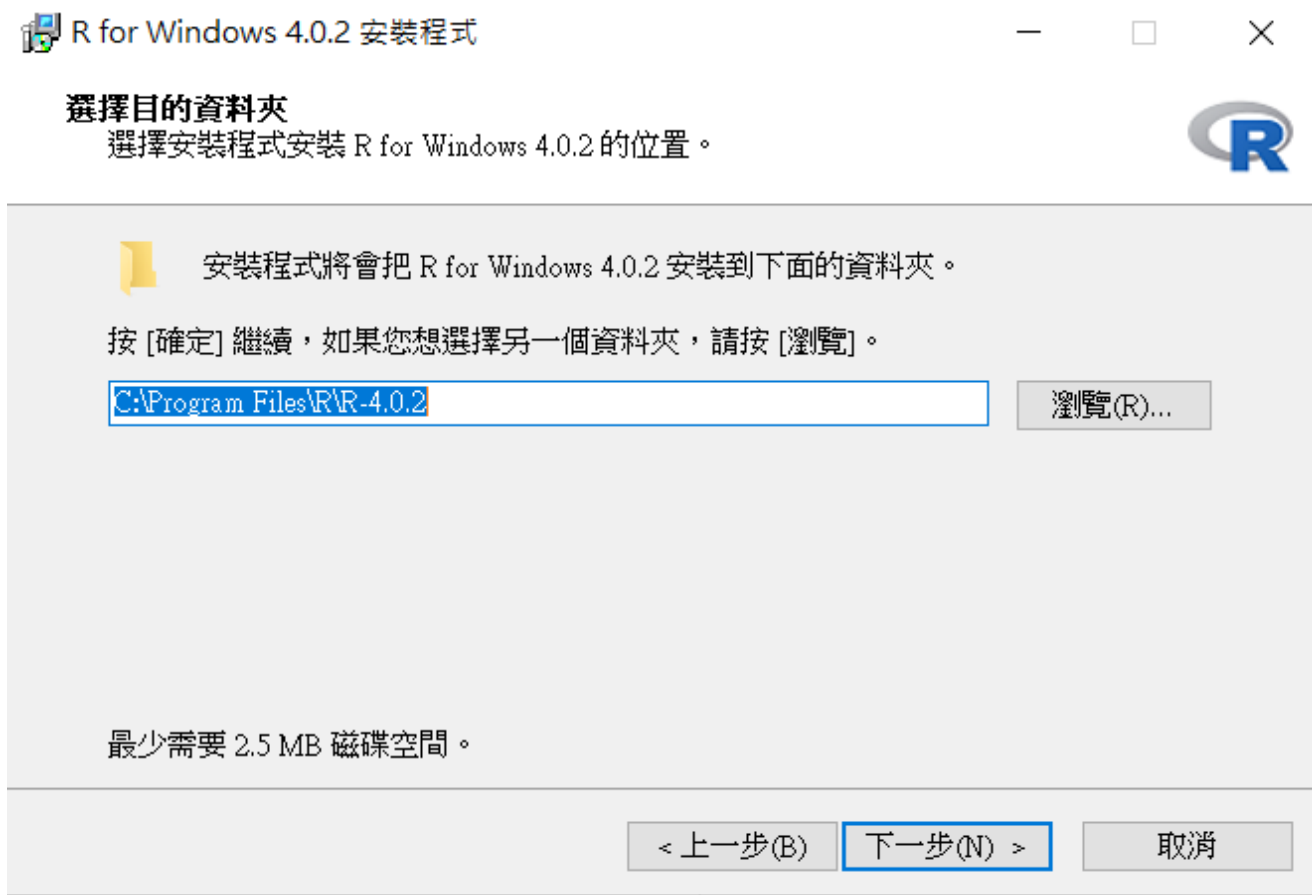 R for Windows 4.0.2 安裝程式
選擇目的資料夾
選擇安裝程式安裝 R for Windows 4.0.2 的位置。
R
安裝程式將會把 R for Windows 4.0.2 安裝到下面的資料夾。
按 [確定] 繼續，如果您想選擇另一個資料夾，請按 [瀏覽]。
C:\Program Files\R\R-4.0.2
瀏覽(R)...
最少需要 2.5 MB 磁碟空間。
< 上一步(B)
下一步(N) >
取消